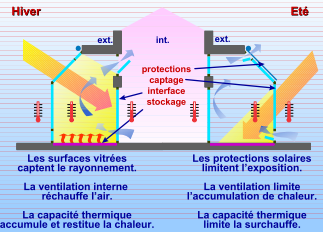 Hiver
Eté
ext.
int.
ext.
protections
captage
interface
stockage
Les surfaces vitrées
captent le rayonnement.
La ventilation interne
réchauffe l'air.
La capacité thermique
accumule et restitue la chaleur.
Les protections solaires
limitent l'exposition.
La ventilation limite
l'accumulation de chaleur.
La capacité thermique
limite la surchauffe.